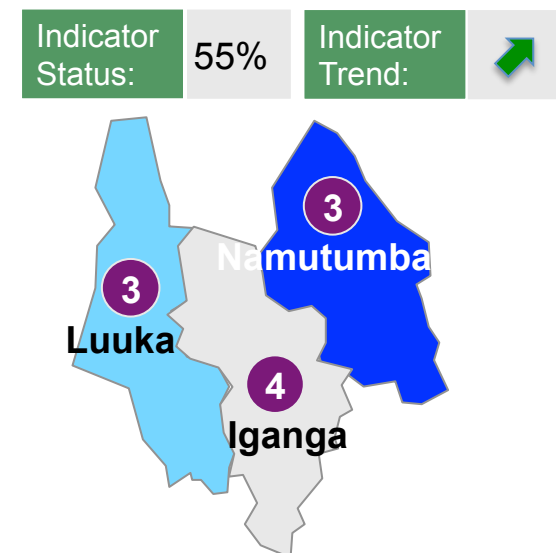 Indicator
Status:
55%
Indicator
Trend:
3
Namutumba
3
Luuka
4
Iganga